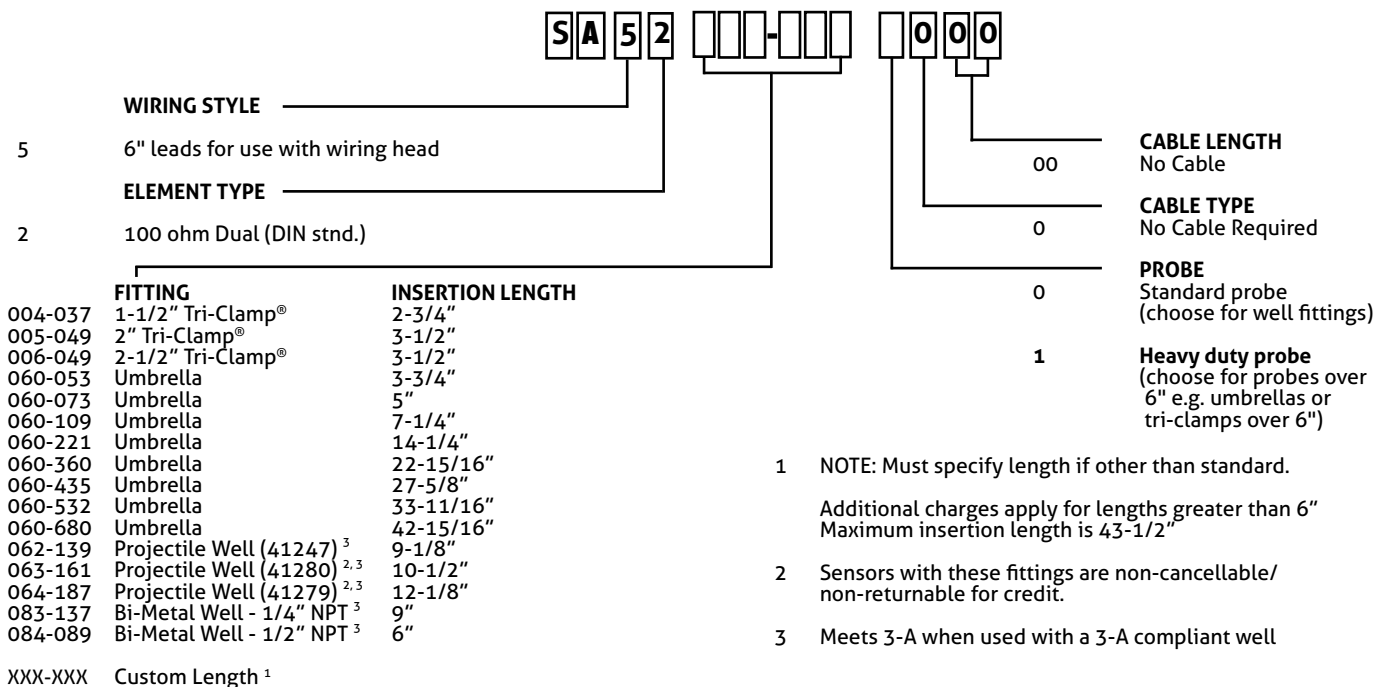 SA52 - 000
WIRING STYLE
5 6" leads for use with wiring head
ELEMENT TYPE
2 100 ohm Dual (DIN stnd.)
FITTING INSERTION LENGTH
004-037 1-1/2" Tri-Clamp® 2-3/4"
005-049 2" Tri-Clamp® 3-1/2"
006-049 2-1/2" Tri-Clamp® 3-1/2"
060-053 Umbrella 3-3/4"
060-073 Umbrella 5"
060-109 Umbrella 7-1/4"
060-221 Umbrella 14-1/4"
060-360 Umbrella 22-15/16"
060-435 Umbrella 27-5/8"
060-532 Umbrella 33-11/16"
060-680 Umbrella 42-15/16"
062-139 Projectile Well (41247) 3 9-1/8"
063-161 Projectile Well (41280) 2, 3 10-1/2"
064-187 Projectile Well (41279) 2, 3 12-1/8"
083-137 Bi-Metal Well - 1/4" NPT 3 9"
084-089 Bi-Metal Well - 1/2" NPT 3 6"
XXX-XXX Custom Length 1
CABLE LENGTH
00 No Cable
CABLE TYPE
0 No Cable Required
PROBE
0 Standard probe
(choose for well fittings)
1 Heavy duty probe
(choose for probes over
6" e.g. umbrellas or
tri-clamps over 6")
1 NOTE: Must specify length if other than standard.
Additional charges apply for lengths greater than 6"
Maximum insertion length is 43-1/2"
2 Sensors with these fittings are non-cancellable/
non-returnable for credit.
3 Meets 3-A when used with a 3-A compliant well